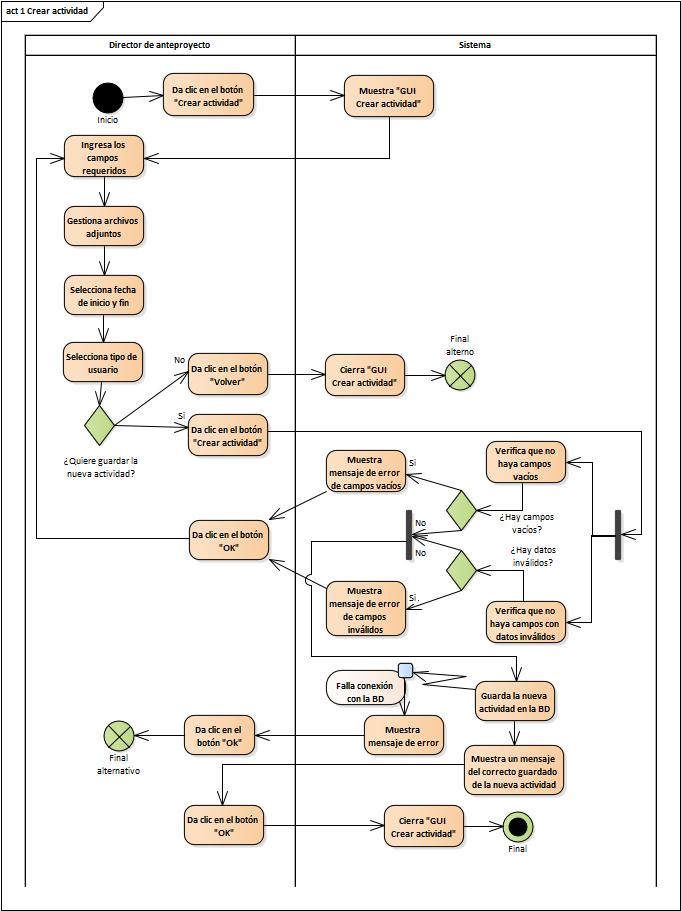 act 1 Crear actividad
Director de anteproyecto
Sistema
Inicio
Da clic en el botón
"Crear actividad"
Muestra "GUI
Crear actividad"
Ingresa los
campos
requeridos
Gestiona archivos
adjuntos
Selecciona fecha
de inicio y fin
Selecciona tipo de
usuario
No
Da clic en el botón
"Volver"
Cierra "GUI
Crear actividad"
Final
alterno
Si
Da clic en el botón
"Crear actividad"
¿Quiere guardar la
nueva actividad?
Muestra
mensaje de error
de campos vacíos
Si
Verifica que no
haya campos
vacíos
¿Hay campos
vacíos?
No
Da clic en el botón
"OK"
No
¿Hay datos
inválidos?
Muestra
mensaje de error
de campos
inválidos
Si.
Verifica que no
haya campos con
datos inválidos
Falla conexión
con la BD
Guarda la nueva
actividad en la BD
Final
alternativo
Da clic en el
botón "Ok"
Muestra
mensaje de error
Muestra un mensaje
del correcto guardado
de la nueva actividad
Da clic en el botón
"OK"
Cierra "GUI
Crear actividad"
Final